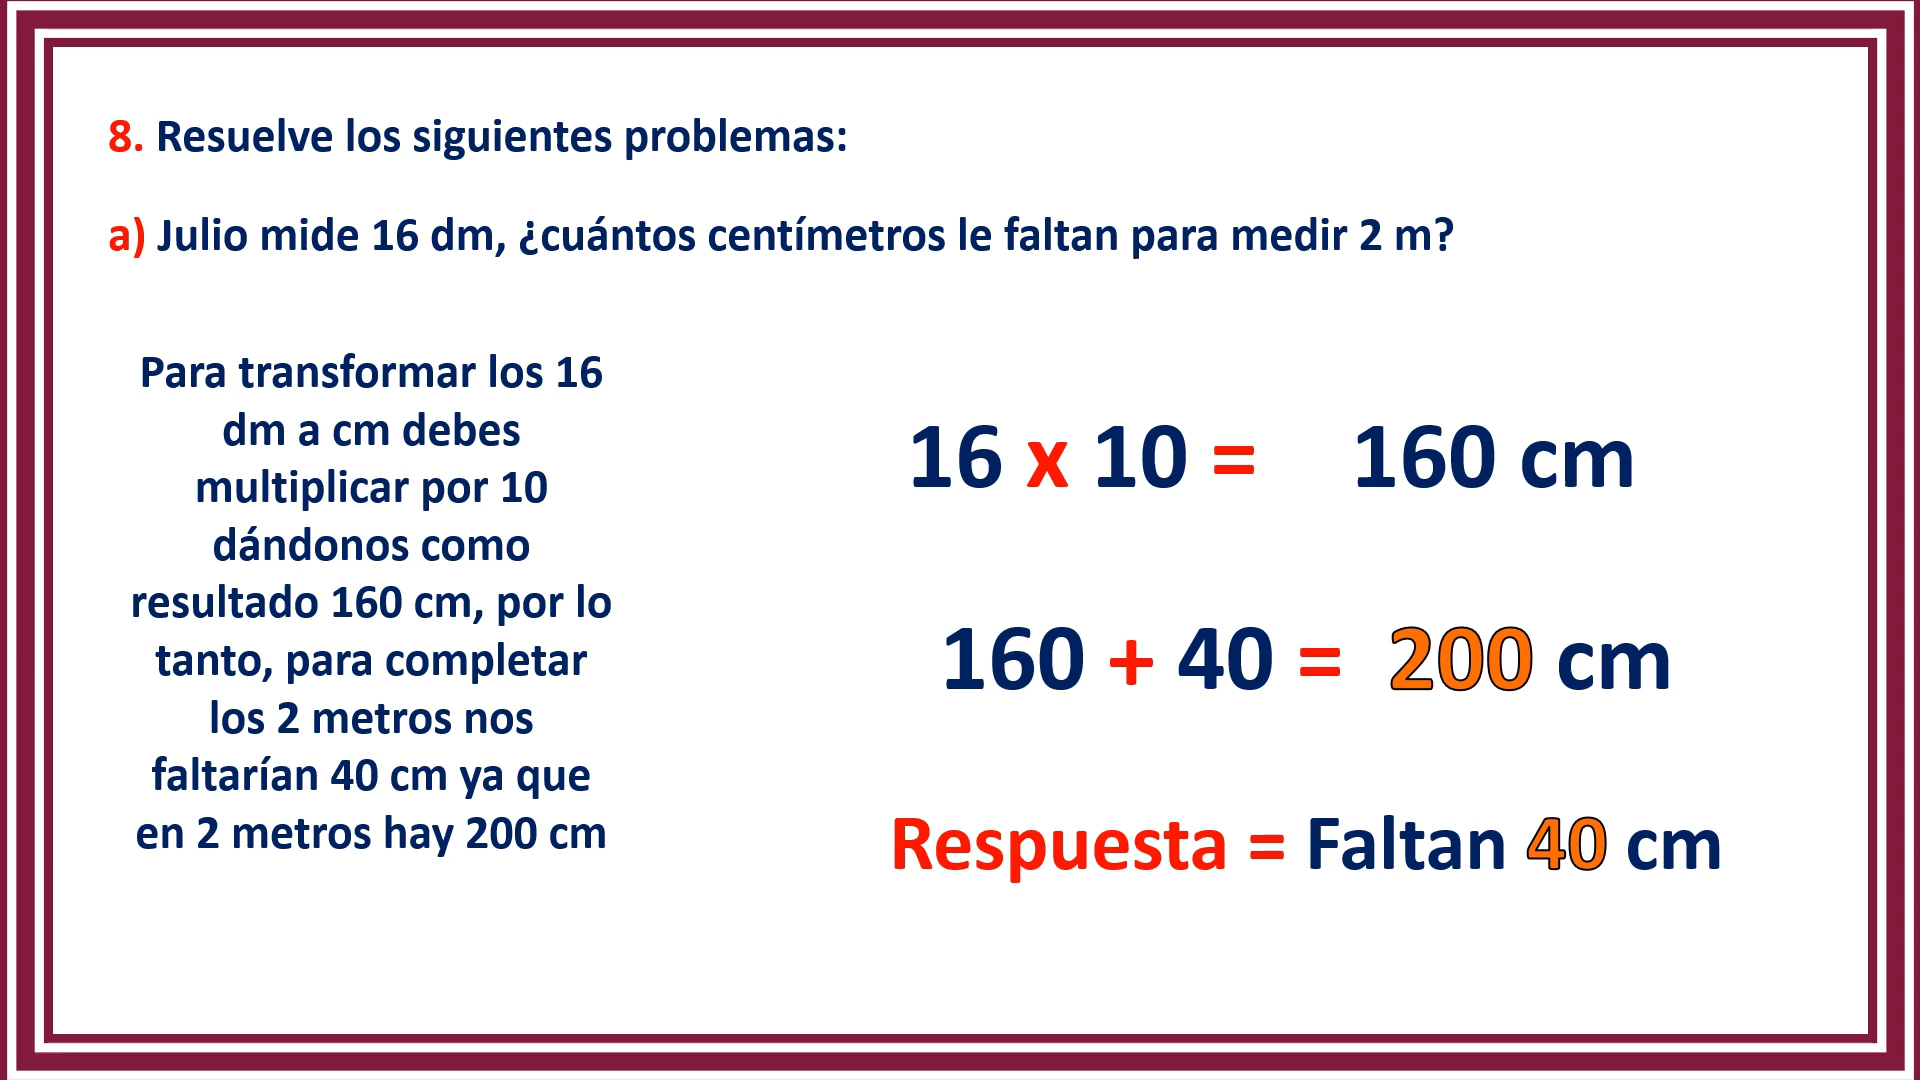 8. Resuelve los siguientes problemas:
a) Julio mide 16 dm, ¿cuántos centímetros le faltan para medir 2 m?
Para transformar los 16
dm a cm debes
multiplicar por 10
dándonos como
resultado 160 cm, por lo
tanto, para completar
los 2 metros nos
faltarían 40 cm ya que
en 2 metros hay 200 cm
16 x 10 = 160 cm
160 + 40 = 200 cm
Respuesta = Faltan 40 cm